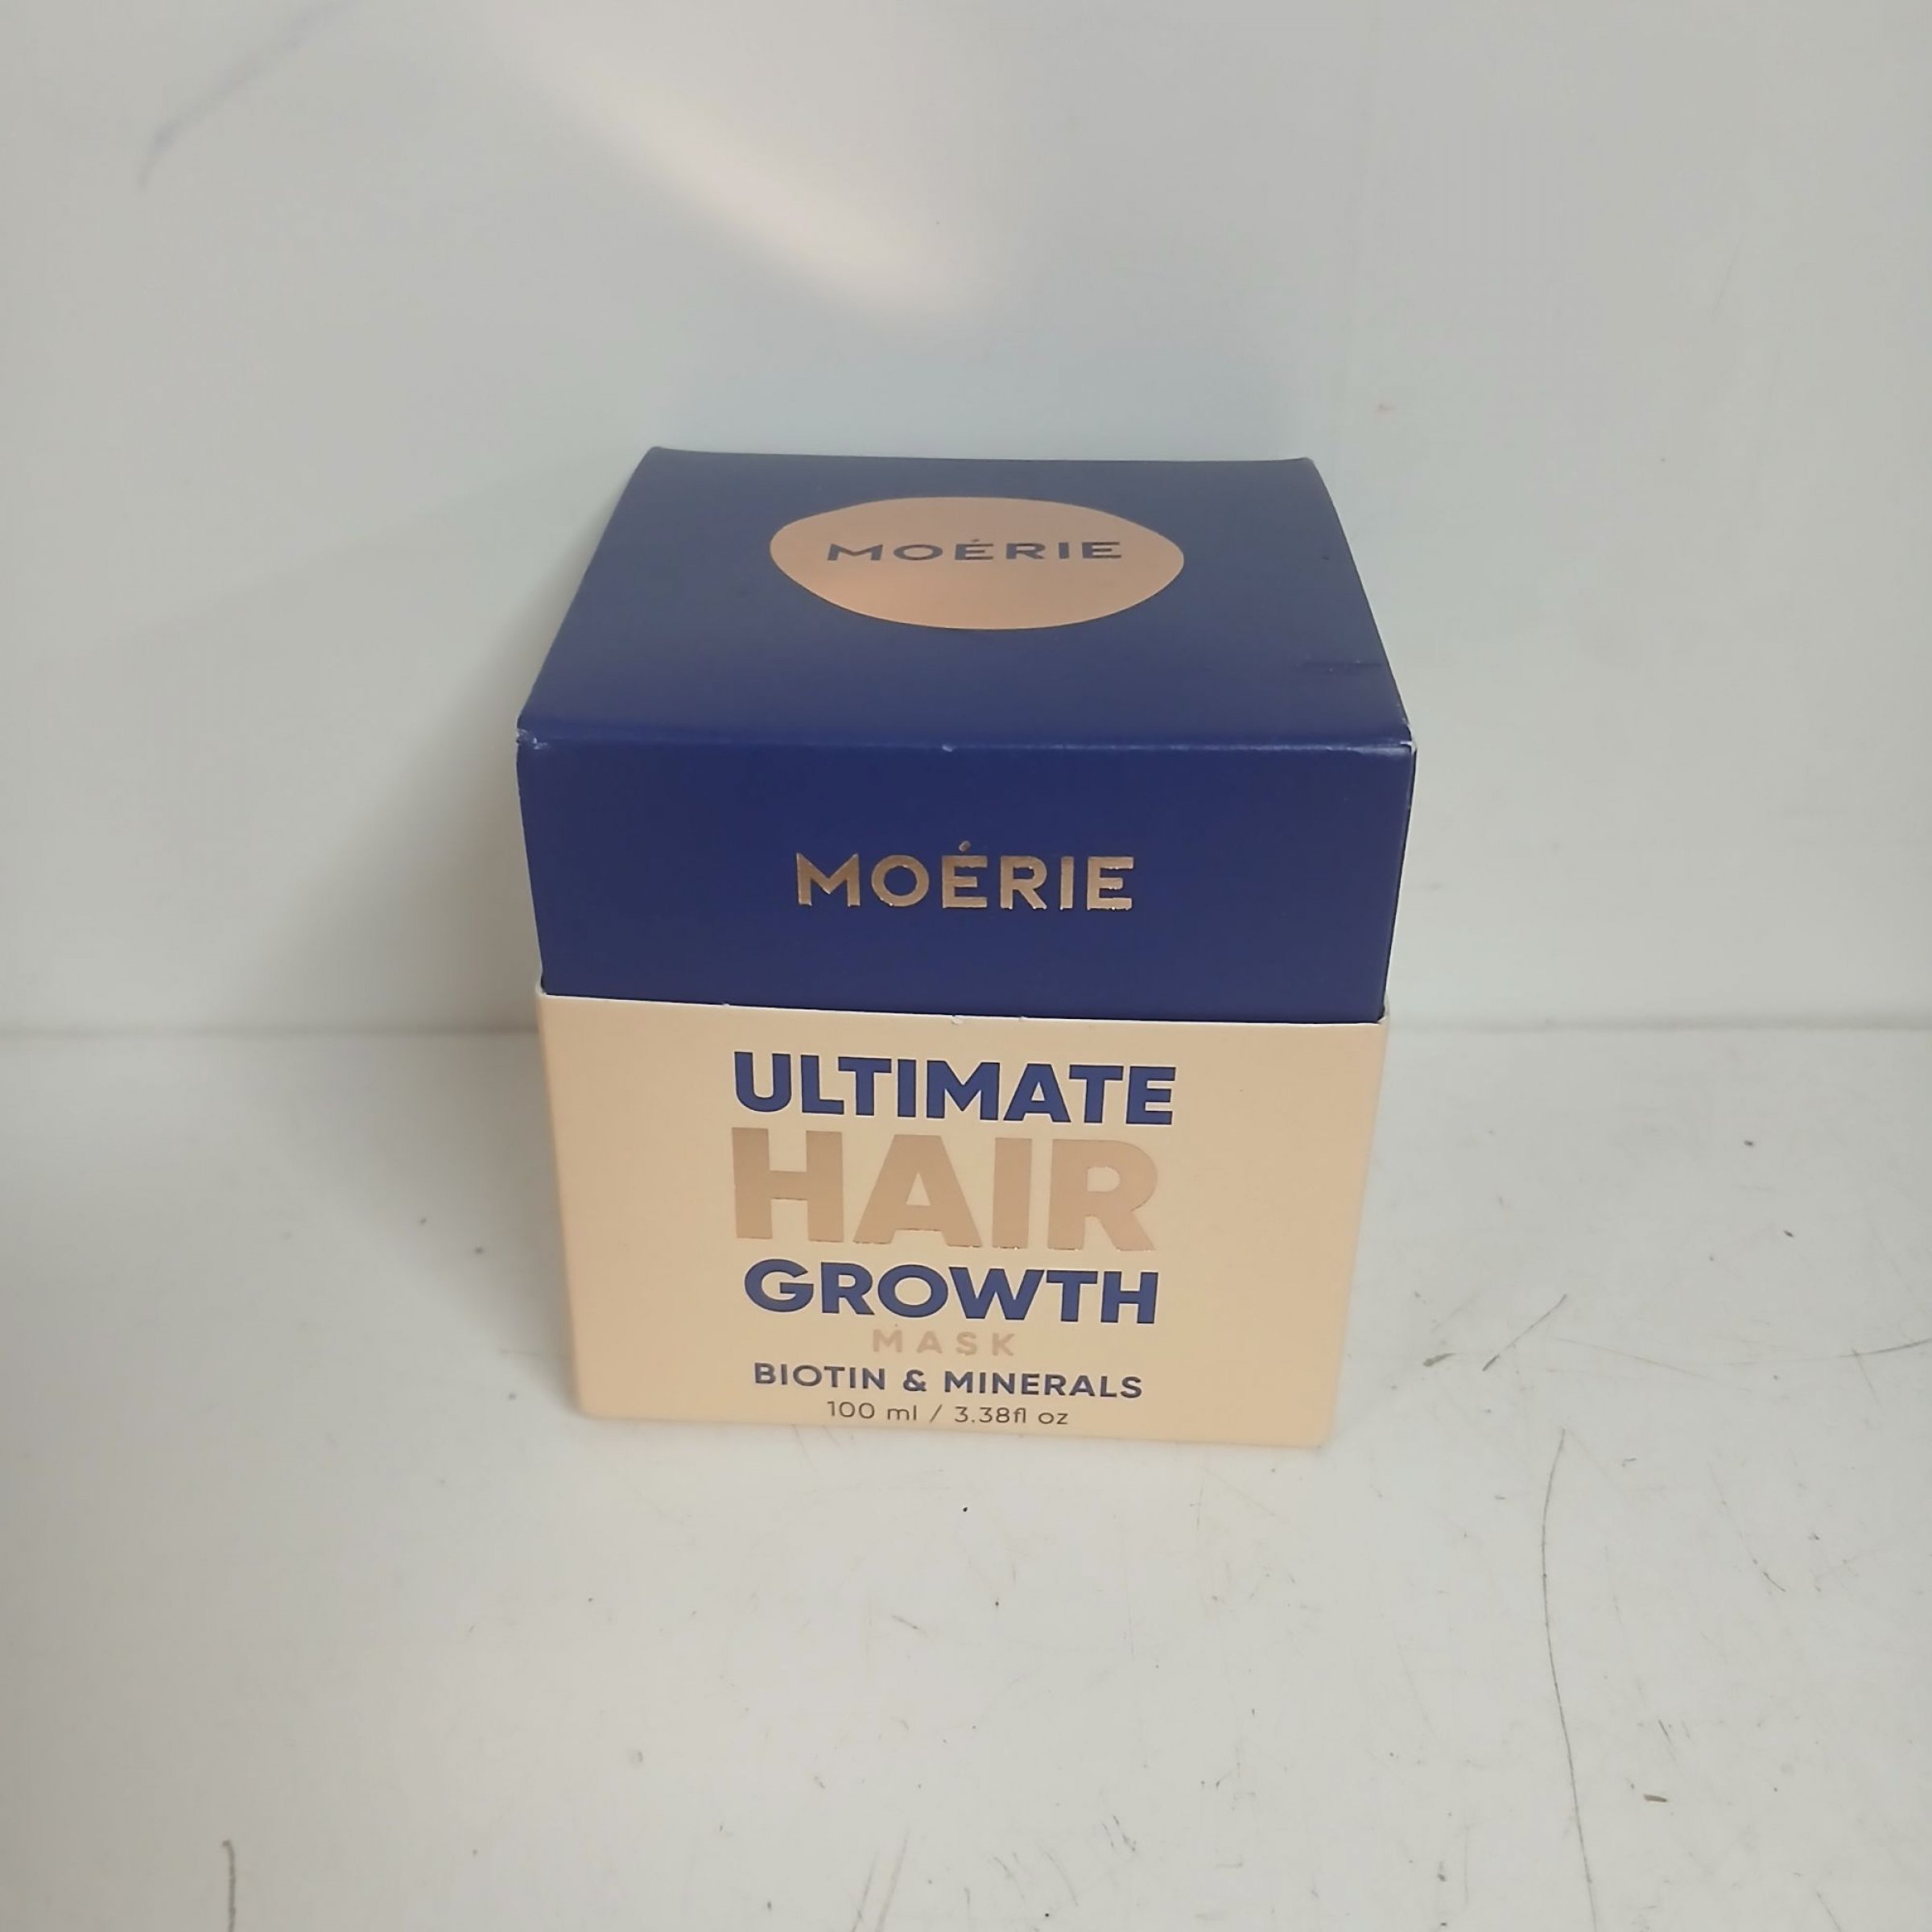 MOÉRIE
MOÉRIE
ULTIMATE
HAIR
GROWTH
MASK
BIOTIN & MINERALS
100 ml / 3.38fl oz